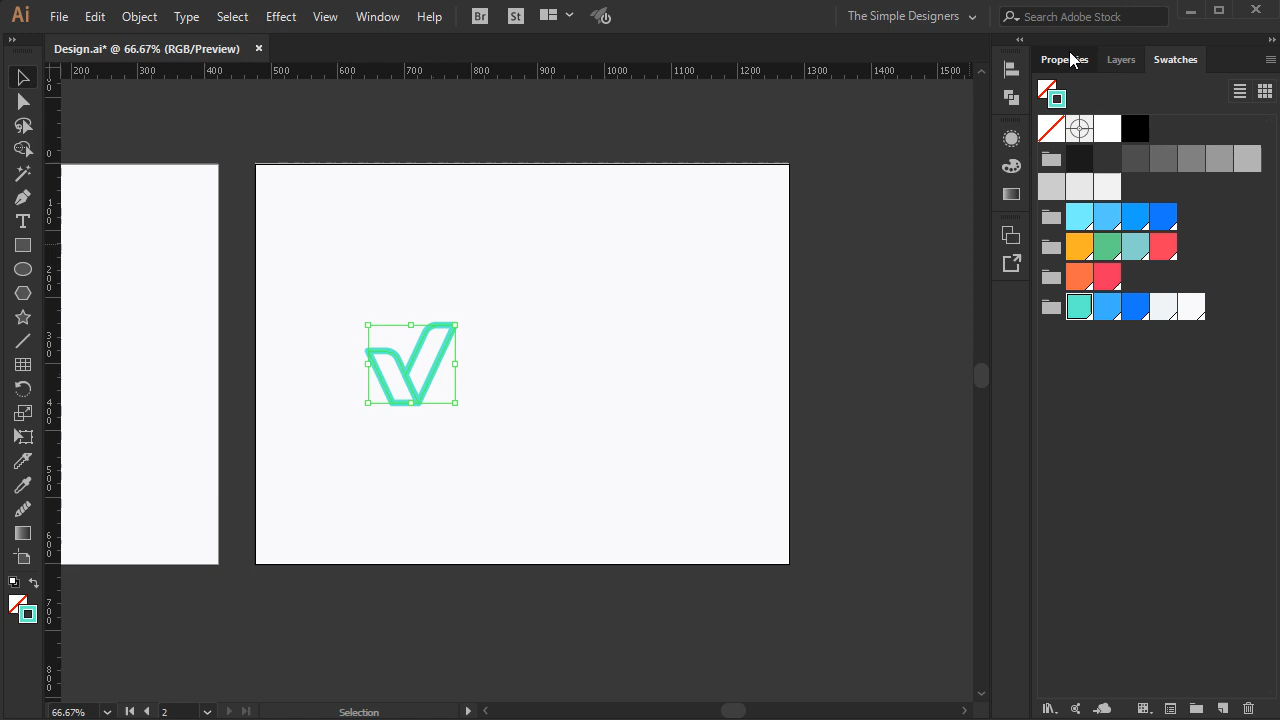 Ai File Edit Object Type Select Effect View Window Help Br St The Simple Designers Search Adobe Stock
Design.ai* @ 66.67% (RGB/Preview) ×
Properties Layers Swatches
200 300 400 500 600 700 800 900 1000 1100 1200 1300 1400 1500
0
0
100
200
300
400
500
600
700
800
66.67% 2 Selection